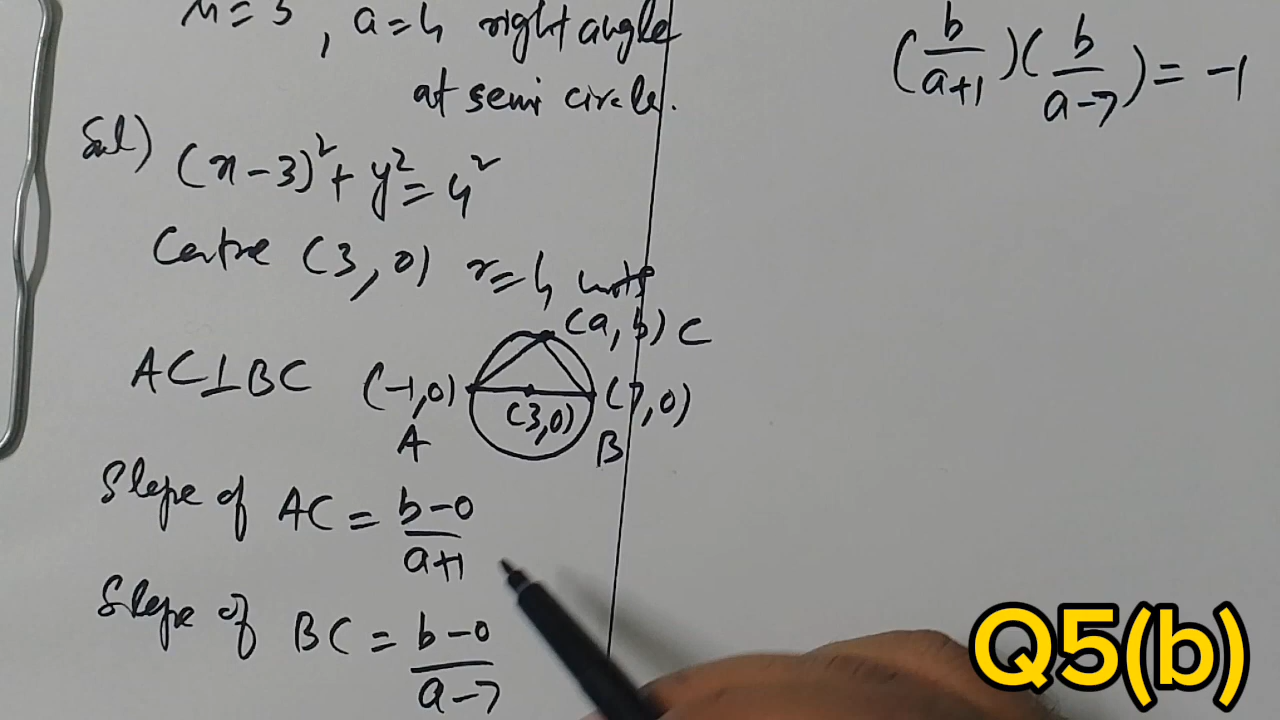 , a=4 right angle
at semi circle.
Sol)
(x-3)²+y²=4²
Centre (3,0) r=4 units
(a,b) C
AC⊥BC (-1,0) (3,0) (7,0)
A B
Slope of AC = b-0/a+1
Slope of BC = b-0/a-7
(b/a+1)(b/a-7)=-1
Q5(b)